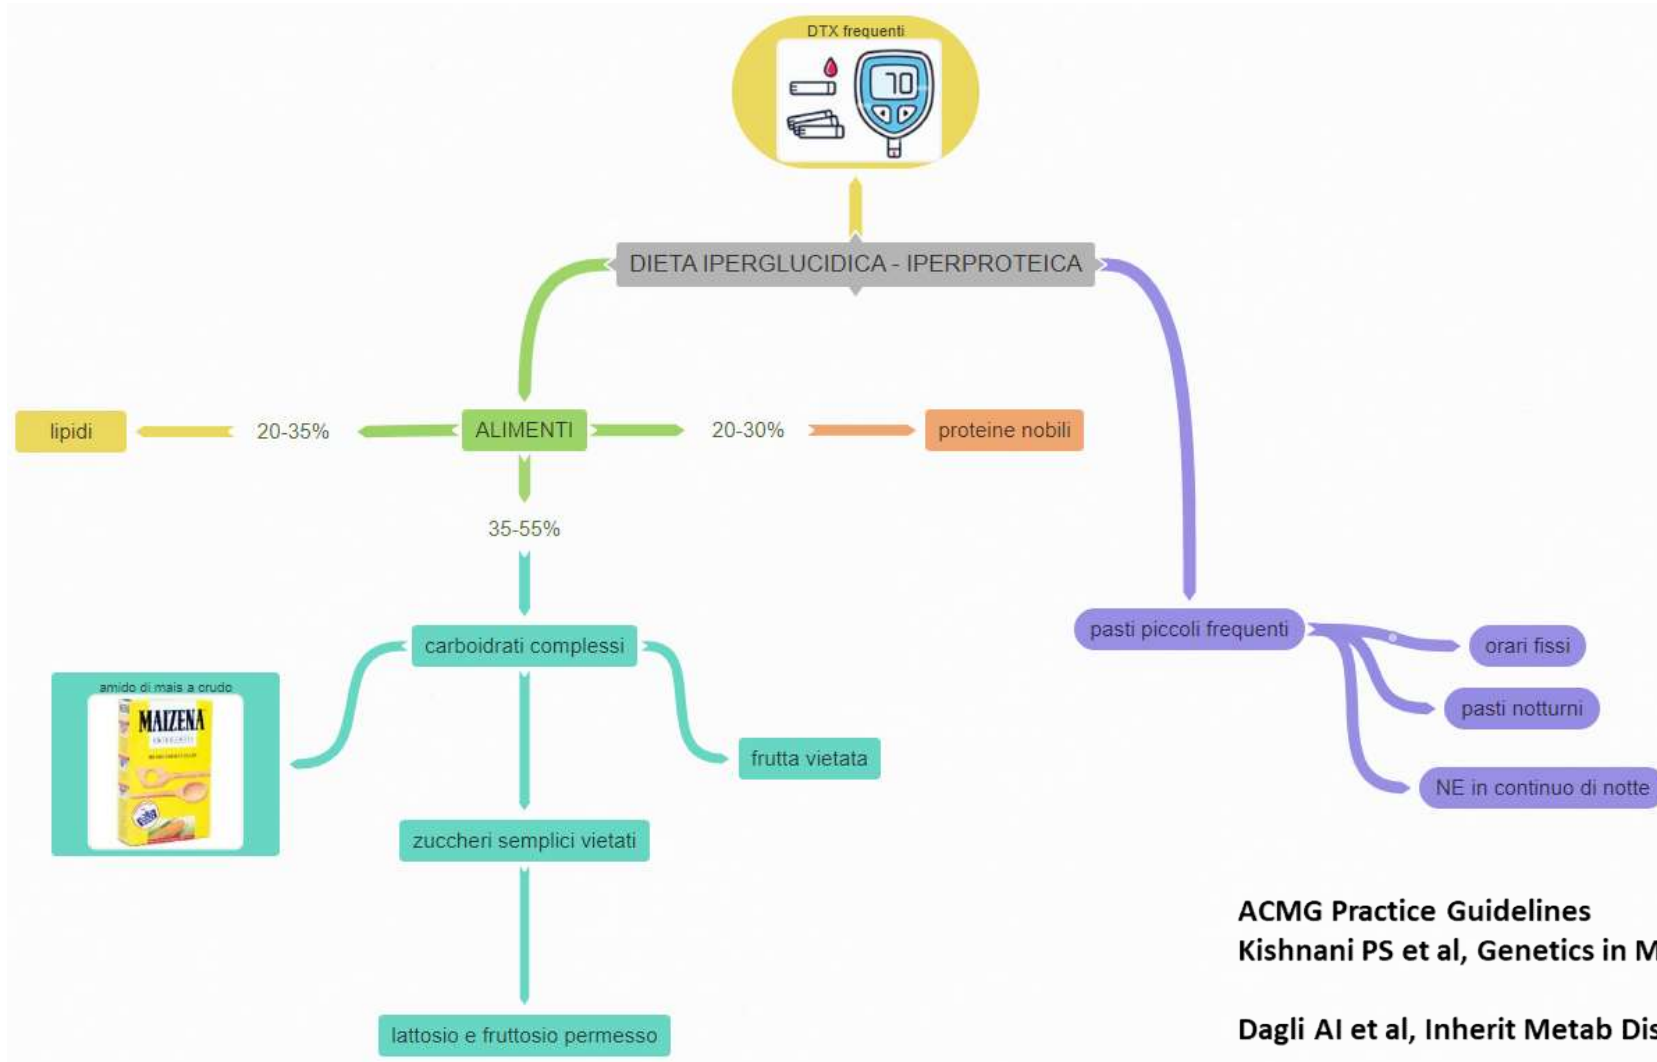 DTX frequenti
70
DIETA IPERGLUCIDICA - IPERPROTEICA
lipidi
20-35%
ALIMENTI
20-30%
proteine nobili
35-55%
carboidrati complessi
pasti piccoli frequenti
orari fissi
amido di mais a crudo
MAIZENA
pasti notturni
frutta vietata
NE in continuo di notte
zuccheri semplici vietati
ACMG Practice Guidelines
Kishnani PS et al, Genetics in M
lattosio e fruttosio permesso
Dagli AI et al, Inherit Metab Dis